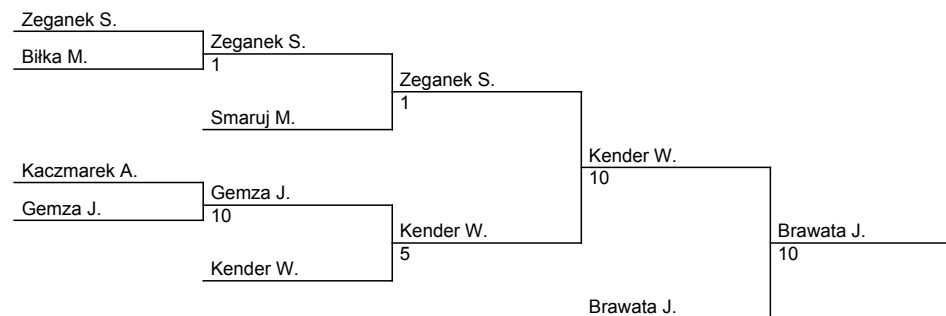 Zeganek S.
Biłka M.
Zeganek S.
1
Zeganek S.
1
Smaruj M.
Kender W.
10
Kaczmarek A.
Gemza J.
Gemza J.
10
Kender W.
5
Brawata J.
10
Kender W.
Brawata J.